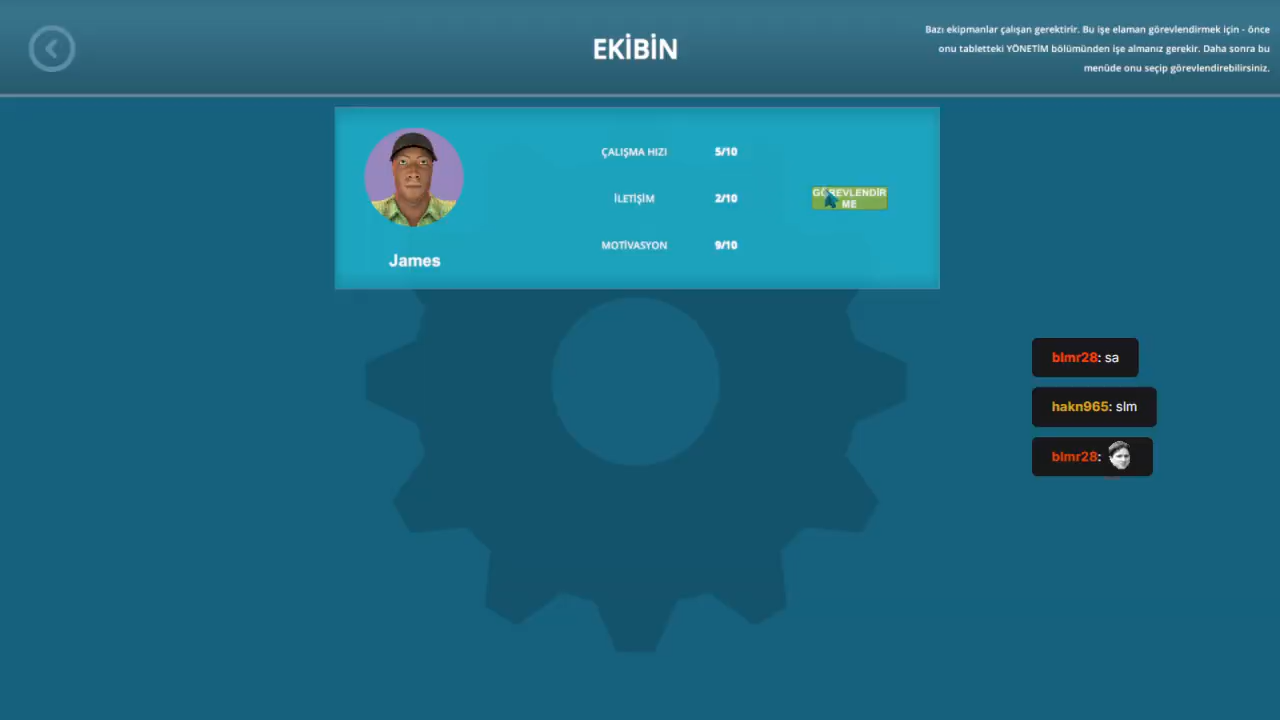 EKİBİN
Bazı ekipmanlar çalışan gerektirir. Bu işe elaman görevlendirmek için - önce
onu tabletteki YÖNETİM bölümünden işe almanız gerekir. Daha sonra bu
menüde onu seçip görevlendirebilirsiniz.
ÇALIŞMA HIZI 5/10
İLETİŞİM 2/10
GÖREVLENDİR
ME
MOTİVASYON 9/10
James
blmr28: sa
hakn965: slm
blmr28: